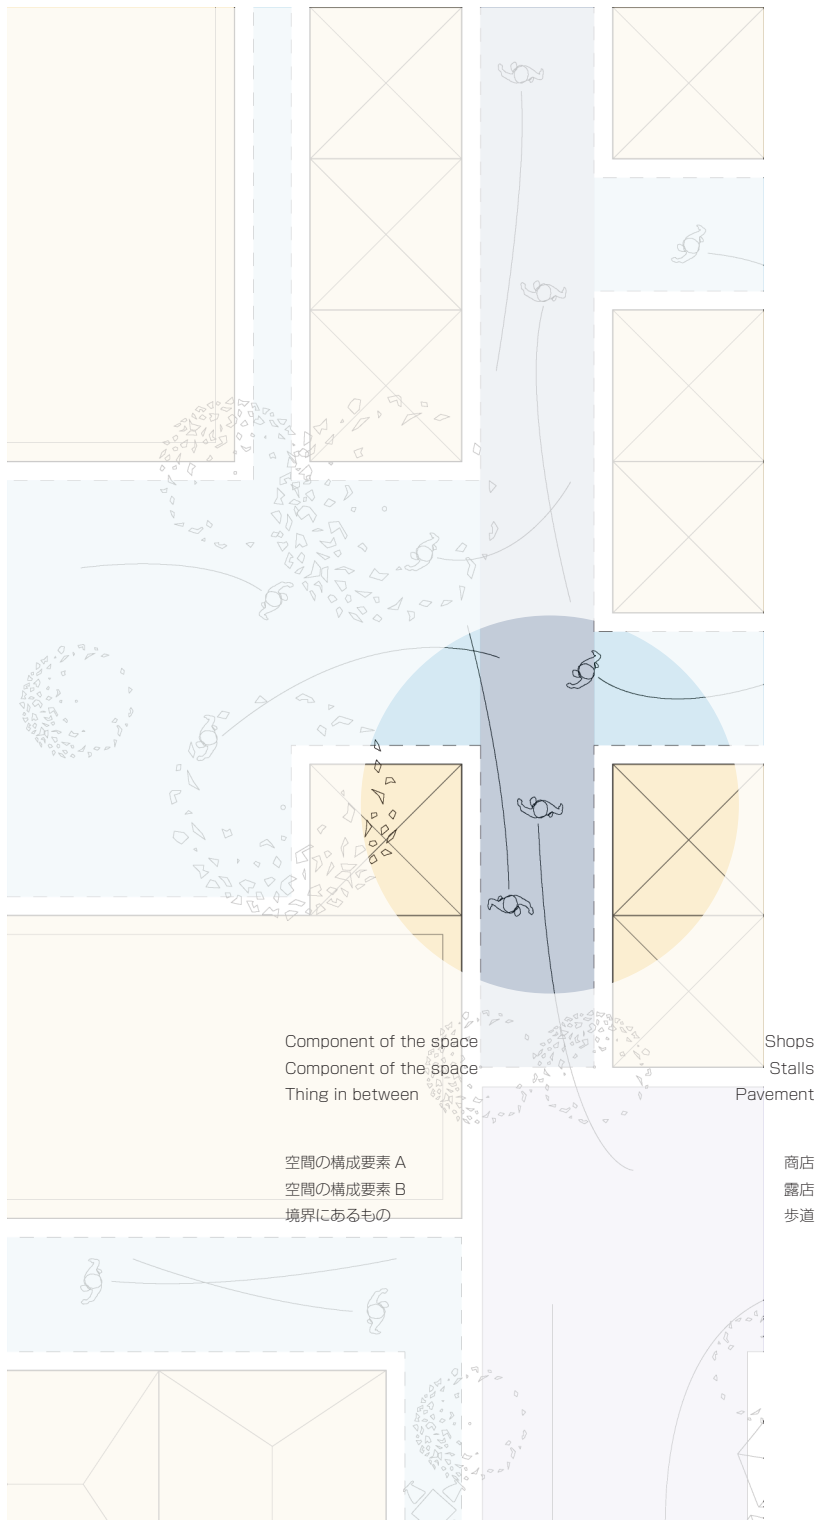 Component of the space Shops
Component of the space Stalls
Thing in between Pavement
空間の構成要素 A 商店
空間の構成要素 B 露店
境界にあるもの 歩道